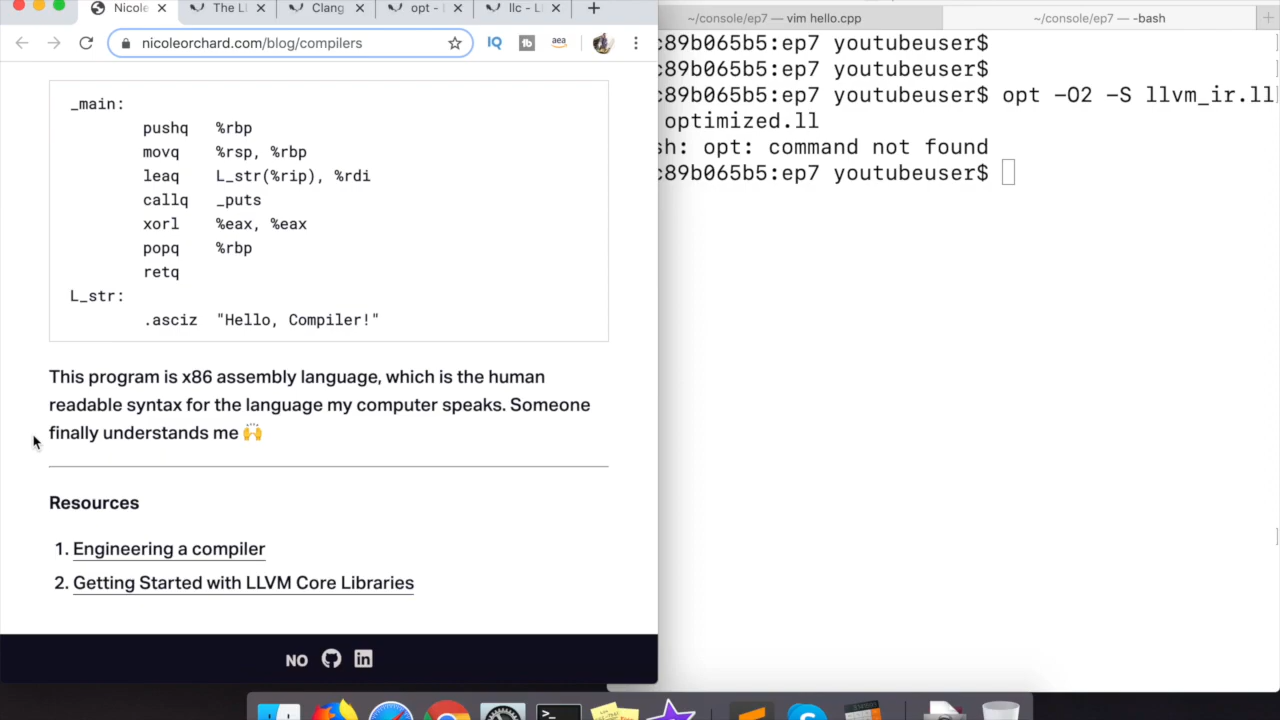 Nicole
The Ll
Clang
opt -
llc - L
nicoleorchard.com/blog/compilers
_main:
pushq %rbp
movq %rsp, %rbp
leaq L_str(%rip), %rdi
callq _puts
xorl %eax, %eax
popq %rbp
retq
L_str:
.asciz "Hello, Compiler!"
This program is x86 assembly language, which is the human
readable syntax for the language my computer speaks. Someone
finally understands me 🙌
Resources
1. Engineering a compiler
2. Getting Started with LLVM Core Libraries
NO
~/console/ep7 — vim hello.cpp
~/console/ep7 — -bash
c89b065b5:ep7 youtubeuser$
c89b065b5:ep7 youtubeuser$
c89b065b5:ep7 youtubeuser$ opt -O2 -S llvm_ir.ll
optimized.ll
sh: opt: command not found
c89b065b5:ep7 youtubeuser$